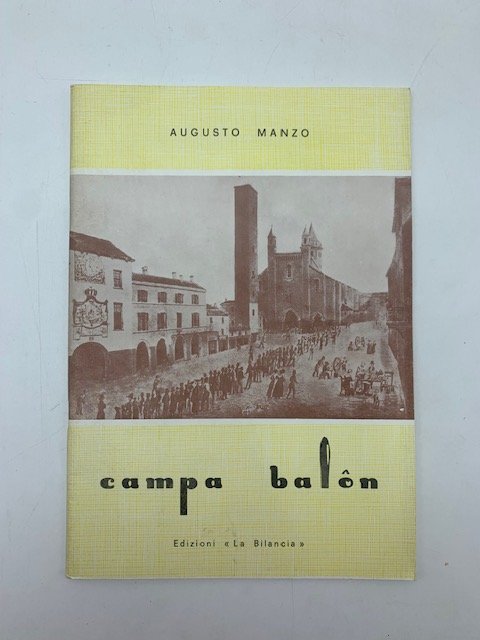 AUGUSTO MANZO
campa balôn
Edizioni « La Bilancia »